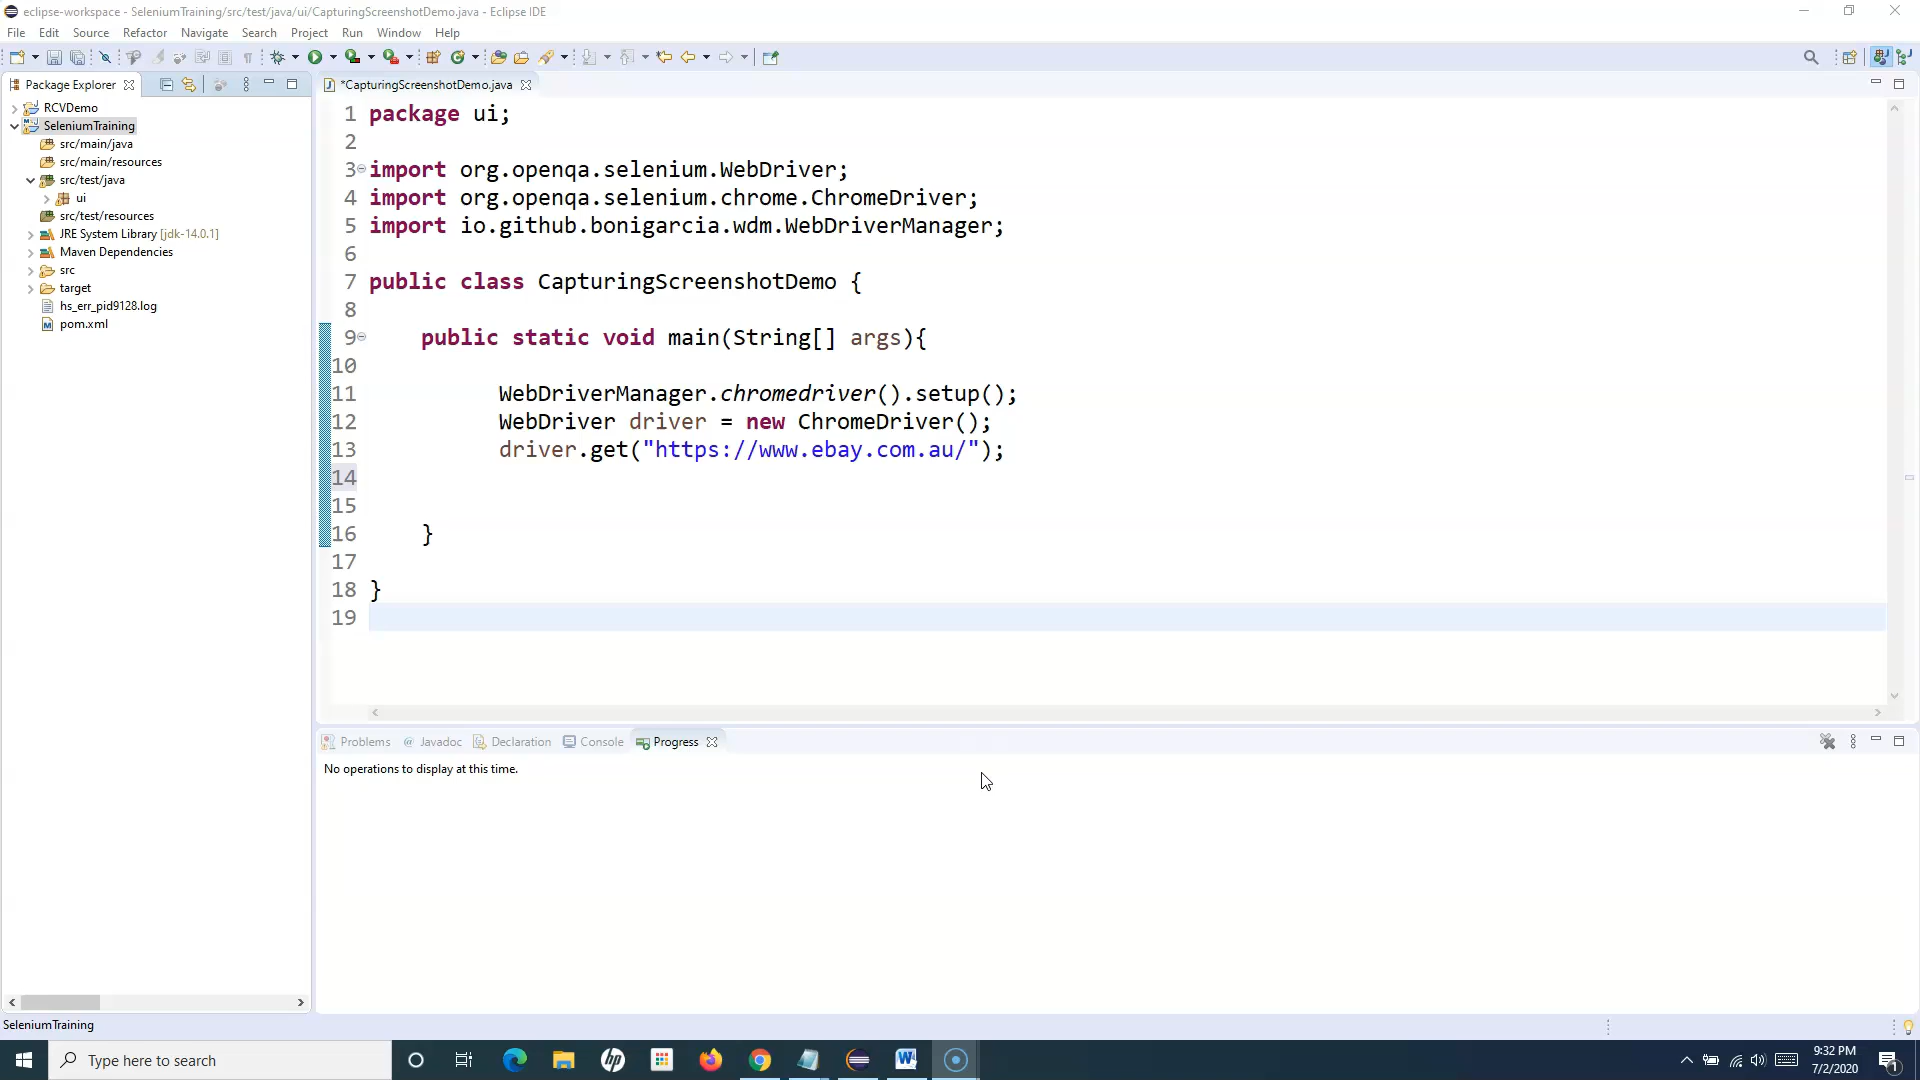 eclipse-workspace - SeleniumTraining/src/test/java/ui/CapturingScreenshotDemo.java - Eclipse IDE
File Edit Source Refactor Navigate Search Project Run Window Help
Package Explorer
RCVDemo
SeleniumTraining
src/main/java
src/main/resources
src/test/java
ui
src/test/resources
JRE System Library [jdk-14.0.1]
Maven Dependencies
src
target
hs_err_pid9128.log
pom.xml
*CapturingScreenshotDemo.java
1 package ui;
2
3 import org.openqa.selenium.WebDriver;
4 import org.openqa.selenium.chrome.ChromeDriver;
5 import io.github.bonigarcia.wdm.WebDriverManager;
6
7 public class CapturingScreenshotDemo {
8
9 public static void main(String[] args){
10
11 WebDriverManager.chromedriver().setup();
12 WebDriver driver = new ChromeDriver();
13 driver.get("https://www.ebay.com.au/");
14
15
16 }
17
18 }
19
Problems @ Javadoc Declaration Console Progress
No operations to display at this time.
SeleniumTraining
Type here to search
hp
W
9:32 PM
7/2/2020
1